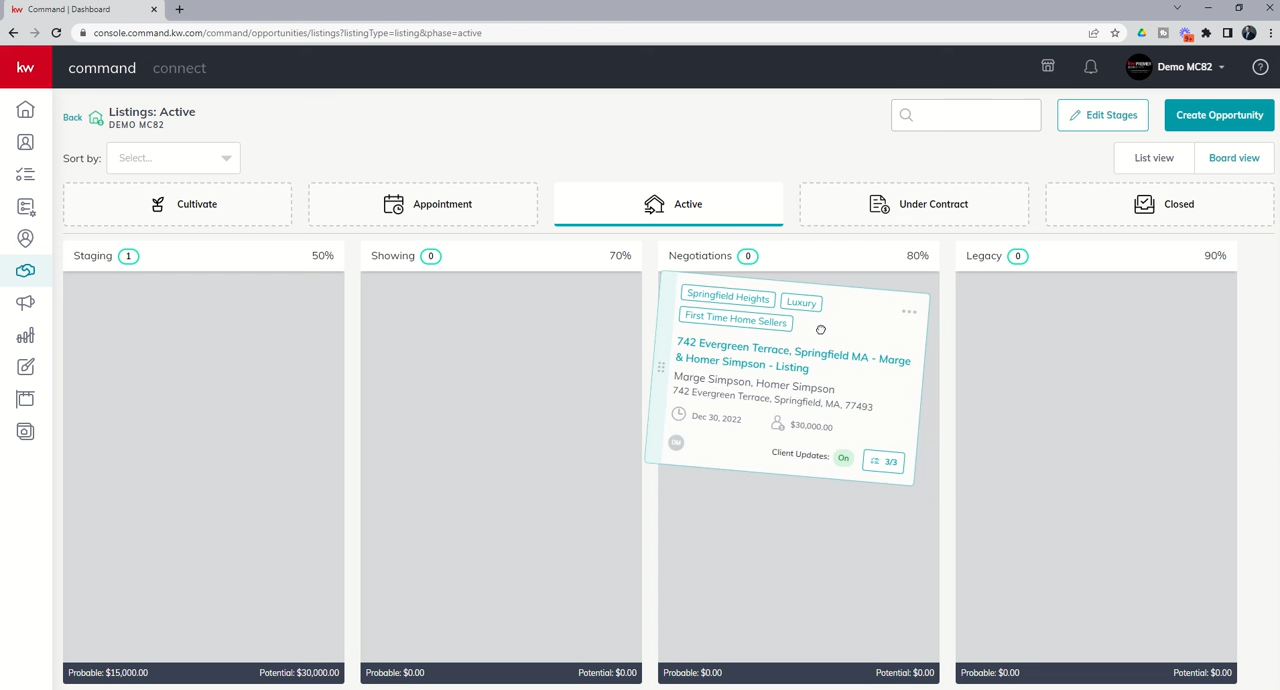 kw Command | Dashboard
console.command.kw.com/command/opportunities/listings?listingType=listing&phase=active
9+
kw command connect
Demo MC82
Back Listings: Active
DEMO MC82
Edit Stages Create Opportunity
Sort by: Select...
List view Board view
Cultivate Appointment Active Under Contract Closed
Staging 1 50% Showing 0 70% Negotiations 0 80% Legacy 0 90%
Springfield Heights Luxury
First Time Home Sellers
742 Evergreen Terrace, Springfield MA - Marge
& Homer Simpson - Listing
Marge Simpson, Homer Simpson
742 Evergreen Terrace, Springfield, MA, 77493
Dec 30, 2022 $30,000.00
DM Client Updates: On 3/3
Probable: $15,000.00 Potential: $30,000.00 Probable: $0.00 Potential: $0.00 Probable: $0.00 Potential: $0.00 Probable: $0.00 Potential: $0.00